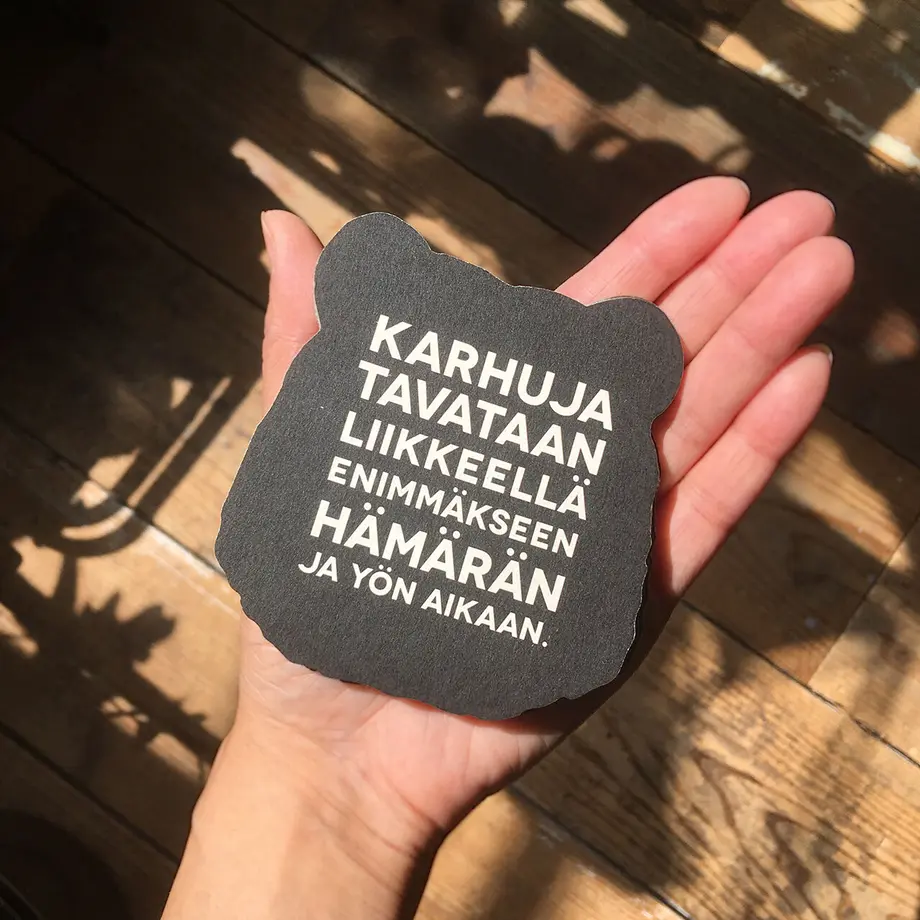 KARHUJA
TAVATAAN
LIIKKEELLÄ
ENIMMÄKSEEN
HÄMÄRÄN
JA YÖN AIKAAN.